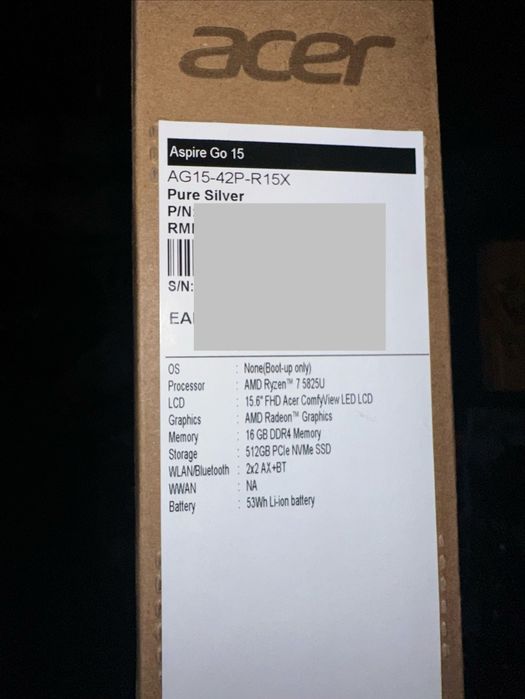 acer
Aspire Go 15
AG15-42P-R15X
Pure Silver
P/N:
S/N:
OS : None(Boot-up only)
Processor : AMD Ryzen™ 7 5825U
LCD : 15.6" FHD Acer ComfyView LED LCD
Graphics : AMD Radeon™ Graphics
Memory : 16 GB DDR4 Memory
Storage : 512GB PCIe NVMe SSD
WLAN/Bluetooth : 2x2 AX+BT
WWAN : NA
Battery : 53Wh Li-ion battery